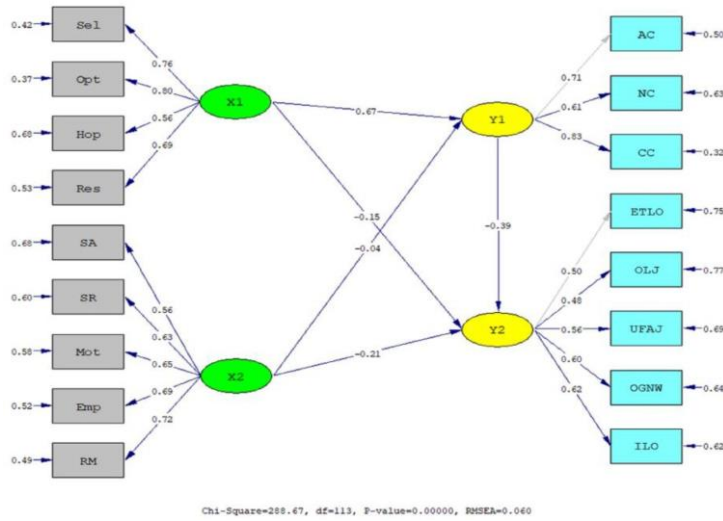 0.42 Sel
0.37 Opt
0.68 Hop
0.53 Res
0.68 SA
0.60 SR
0.58 Mot
0.52 Emp
0.49 RM
0.76
0.80
0.56
0.69
0.56
0.63
0.65
0.69
0.72
X1
X2
0.67
-0.15
-0.04
-0.21
-0.39
Y1
Y2
0.71
0.61
0.83
0.50
0.48
0.56
0.60
0.62
AC 0.50
NC 0.63
CC 0.32
ETLO 0.75
OLJ 0.77
UFAJ 0.69
OGNW 0.64
ILO 0.62
Chi-Square=288.67, df=113, P-value=0.00000, RMSEA=0.060